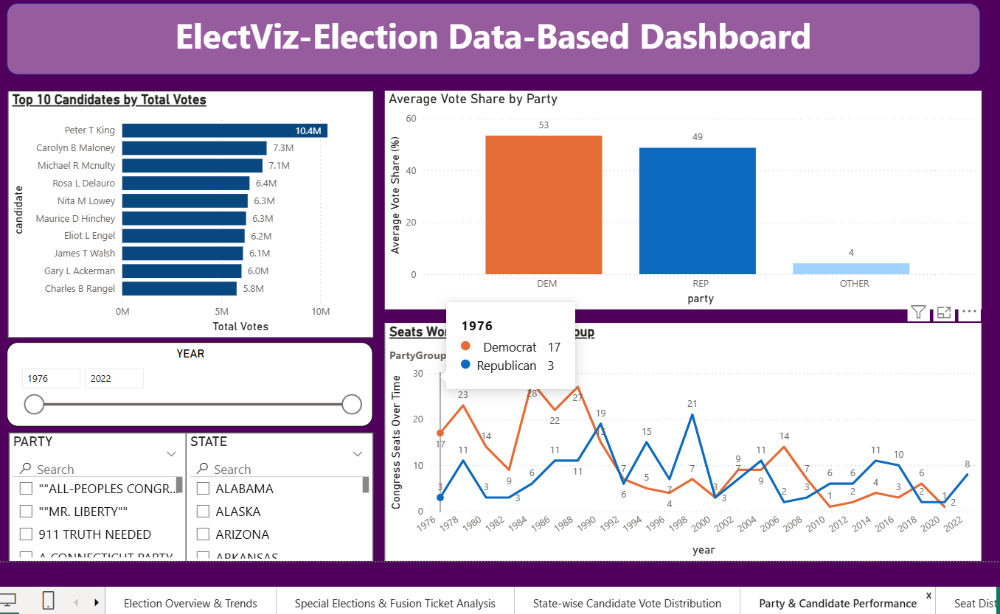 ElectViz-Election Data-Based Dashboard
Top 10 Candidates by Total Votes
candidate
Peter T King 10.4M
Carolyn B Maloney 7.3M
Michael R Mcnulty 7.1M
Rosa L Delauro 6.4M
Nita M Lowey 6.3M
Maurice D Hinchey 6.3M
Eliot L Engel 6.2M
James T Walsh 6.1M
Gary L Ackerman 6.0M
Charles B Rangel 5.8M
0M 5M 10M
Total Votes
Average Vote Share by Party
Average Vote Share (%)
60
40
20
0
53 49 4
DEM REP OTHER
party
YEAR
1976 2022
PARTY
Search
""ALL-PEOPLES CONGR...
""MR. LIBERTY""
911 TRUTH NEEDED
A CONNECTICUT PARTY
STATE
Search
ALABAMA
ALASKA
ARIZONA
ARKANSAS
Seats Wo
oup
PartyGroup
1976
Democrat 17
Republican 3
Congress Seats Over Time
30
20
10
0
17 23 14 9 28 22 27 15 7 5 4 7 3 9 9 14 7 1 2 4 3 6 1
3 11 3 3 6 11 11 19 6 15 7 21 3 7 11 2 3 6 6 11 10 2 2 8
1976 1978 1980 1982 1984 1986 1988 1990 1992 1994 1996 1998 2000 2002 2004 2006 2008 2010 2012 2014 2016 2018 2020 2022
year
Election Overview & Trends
Special Elections & Fusion Ticket Analysis
State-wise Candidate Vote Distribution
Party & Candidate Performance
x
Seat Dist